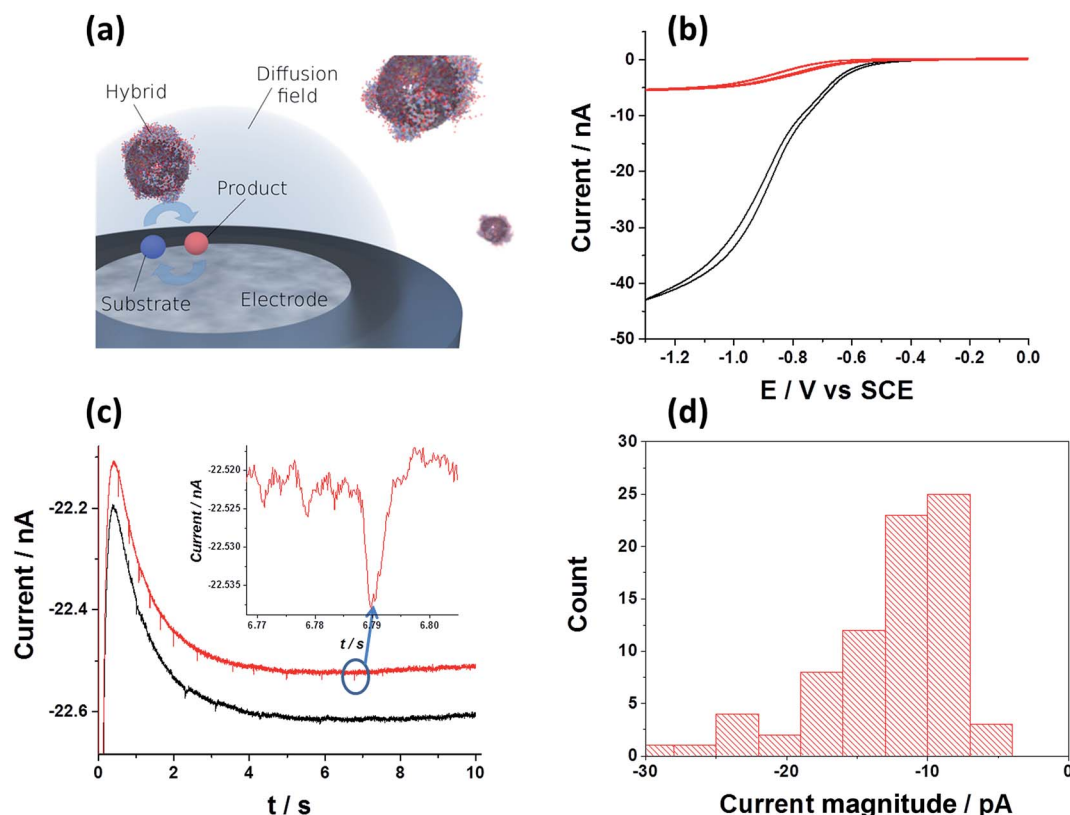 (a)
Hybrid
Diffusion
field
Product
Substrate
Electrode
(b)
0
-10
-20
-30
-40
-50
Current / nA
-1.2 -1.0 -0.8 -0.6 -0.4 -0.2 0.0
E / V vs SCE
(c)
-22.2
-22.4
-22.6
Current / nA
0 2 4 6 8 10
t / s
-22.520
-22.525
-22.530
-22.535
Current / nA
6.77 6.78 6.79 6.80
t / s
(d)
30
25
20
15
10
5
0
Count
-30 -20 -10 0
Current magnitude / pA